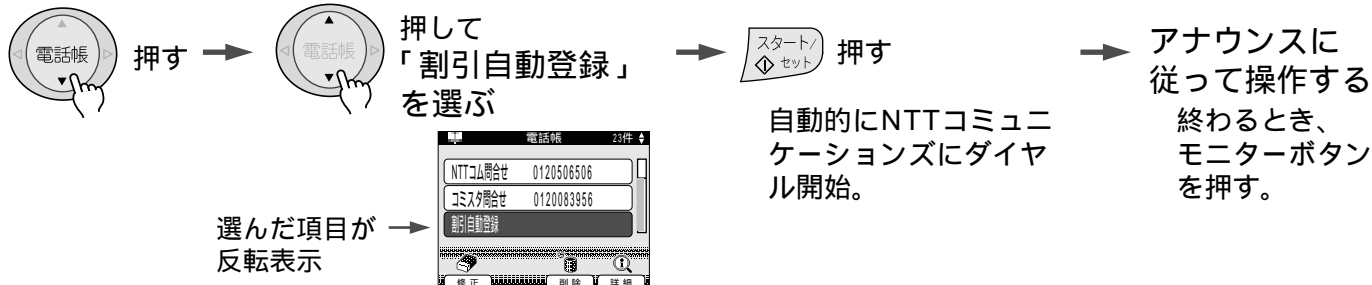 電話帳
押す
電話帳
押して
「割引自動登録」
を選ぶ
電話帳 23件
NTTコム問合せ 0120506506
コミスタ問合せ 0120083956
割引自動登録
修正 削除 詳細
選んだ項目が
反転表示
スタート/
セット
押す
自動的にNTTコミュニ
ケーションズにダイヤ
ル開始。
アナウンスに
従って操作する
終わるとき、
モニターボタン
を押す。